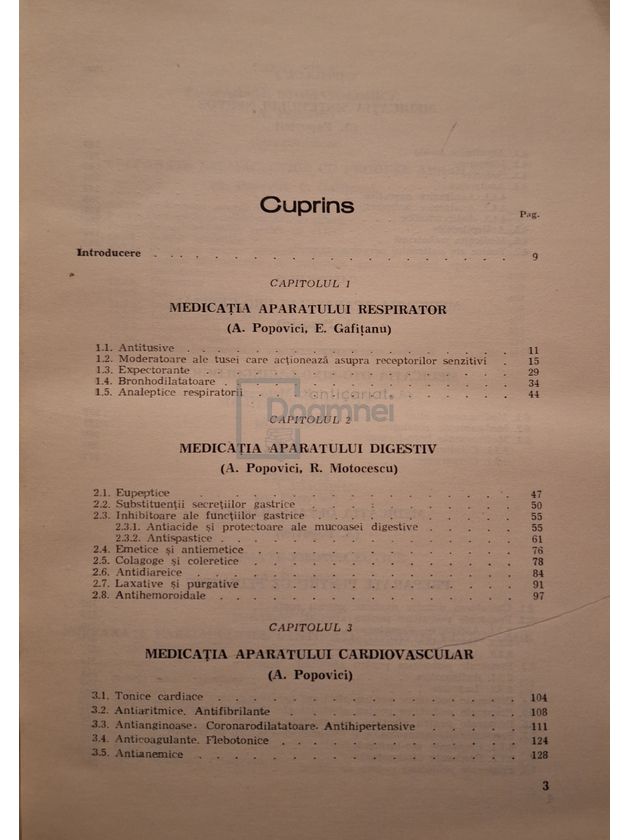 Cuprins
Pag.
Introducere . . . . . . . . . . . . . . . . . . 9
CAPITOLUL 1
MEDICAȚIA APARATULUI RESPIRATOR
(A. Popovici, E. Gafițanu)
1.1. Antitusive . . . . . . . . . . . . . . . . 11
1.2. Moderatoare ale tusei care acționează asupra receptorilor senzitivi . 15
1.3. Expectorante . . . . . . . . . . . . . . . . 29
1.4. Bronhodilatatoare . . . . . . . . . . . . . . 34
1.5. Analeptice respiratorii . . . . . . . . . . . . . 44
anticariat
Doamnei
CAPITOLUL 2
MEDICAȚIA APARATULUI DIGESTIV
(A. Popovici, R. Motocescu)
2.1. Eupeptice . . . . . . . . . . . . . . . . 47
2.2. Substituenții secrețiilor gastrice . . . . . . . . . . 50
2.3. Inhibitoare ale funcțiilor gastrice . . . . . . . . . . 55
2.3.1. Antiacide și protectoare ale mucoasei digestive . . . . 55
2.3.2. Antispastice . . . . . . . . . . . . . . 61
2.4. Emetice și antiemetice . . . . . . . . . . . . . 76
2.5. Colagoge și coleretice . . . . . . . . . . . . . 78
2.6. Antidiareice . . . . . . . . . . . . . . . . 84
2.7. Laxative și purgative . . . . . . . . . . . . . 91
2.8. Antihemoroidale . . . . . . . . . . . . . . . 97
CAPITOLUL 3
MEDICAȚIA APARATULUI CARDIOVASCULAR
(A. Popovici)
3.1. Tonice cardiace . . . . . . . . . . . . . . . 104
3.2. Antiaritmice. Antifibrilante . . . . . . . . . . . . 108
3.3. Antianginoase. Coronarodilatatoare. Antihipertensive . . . . . 111
3.4. Anticoagulante. Flebotonice . . . . . . . . . . . . 124
3.5. Antianemice . . . . . . . . . . . . . . . . 128
3